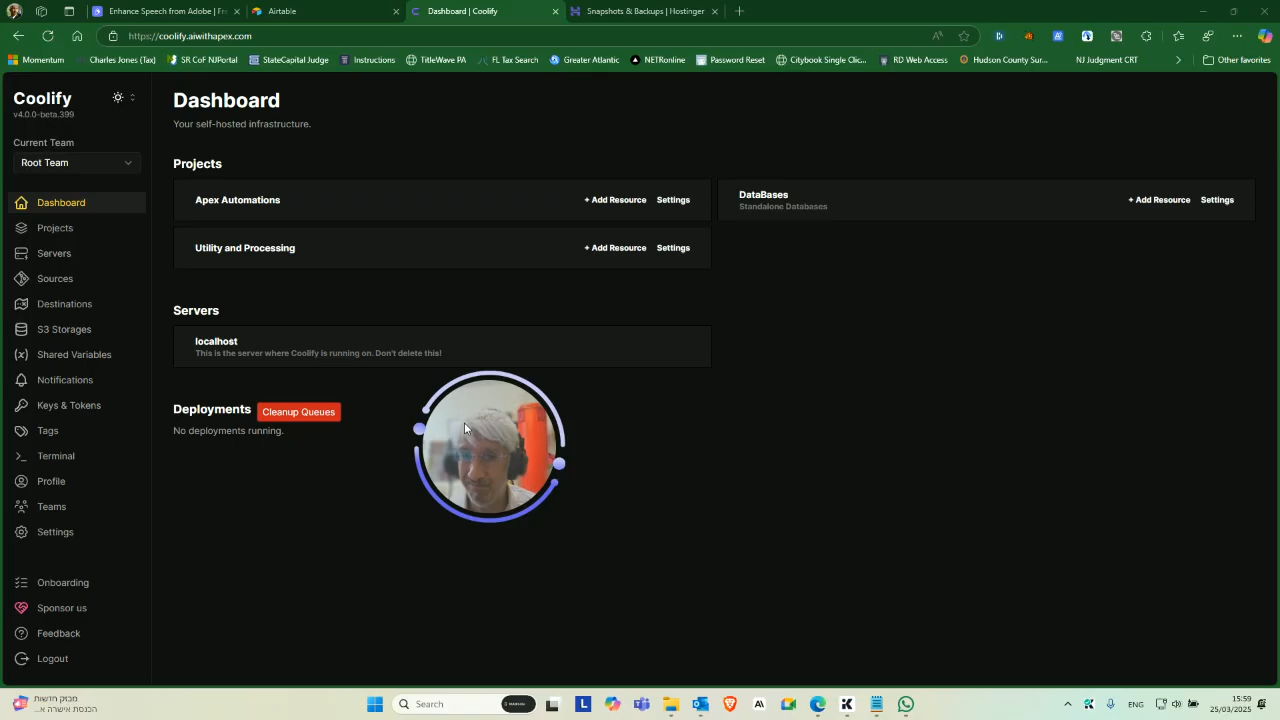 Enhance Speech from Adobe | Fre
Airtable
Dashboard | Coolify
Snapshots & Backups | Hostinger
https://coolify.aiwithapex.com
Momentum
Charles Jones (Tax)
SR CoF NJPortal
StateCapital Judge
Instructions
TitleWave PA
FL Tax Search
Greater Atlantic
NETRonline
Password Reset
Citybook Single Clic...
RD Web Access
Hudson County Sur...
NJ Judgment CRT
Other favorites
Coolify
v4.0.0-beta.399
Current Team
Root Team
Dashboard
Projects
Servers
Sources
Destinations
S3 Storages
Shared Variables
Notifications
Keys & Tokens
Tags
Terminal
Profile
Teams
Settings
Onboarding
Sponsor us
Feedback
Logout
Dashboard
Your self-hosted infrastructure.
Projects
Apex Automations
+ Add Resource Settings
DataBases
Standalone Databases
+ Add Resource Settings
Utility and Processing
+ Add Resource Settings
Servers
localhost
This is the server where Coolify is running on. Don't delete this!
Deployments
Cleanup Queues
No deployments running.
מבזק חדשות
הכנסת אישרה א...
Search
ENG
15:59
25/03/2025